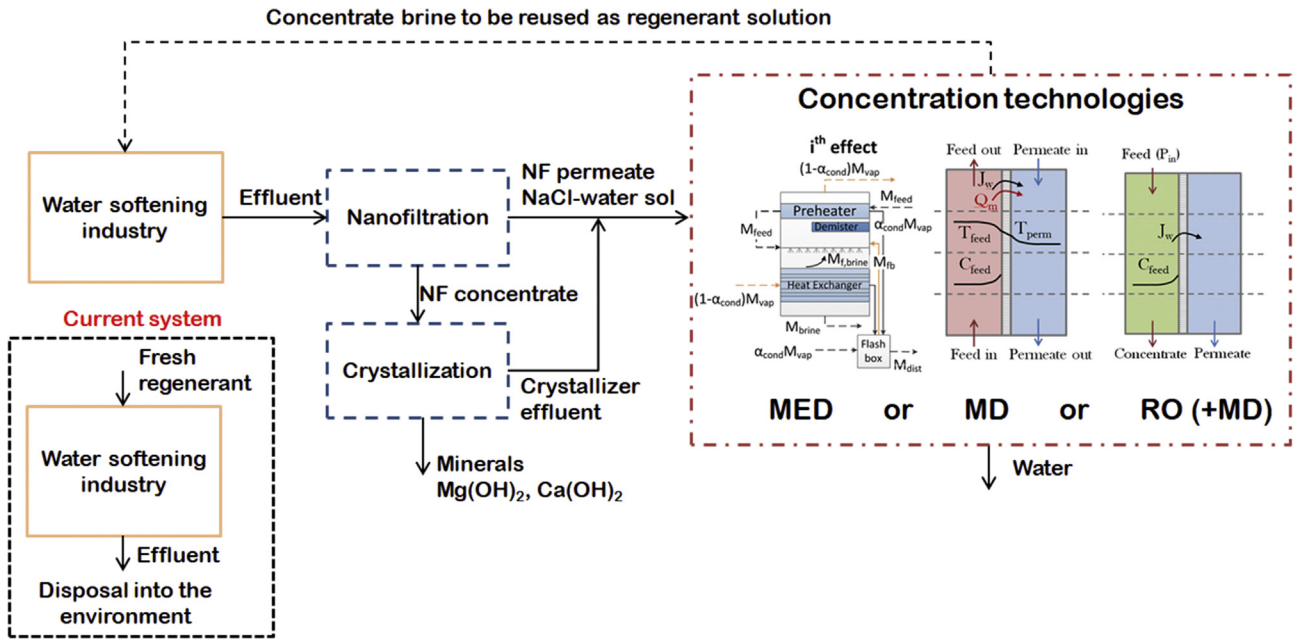 Concentrate brine to be reused as regenerant solution
Water softening
industry
Effluent
Nanofiltration
NF permeate
NaCl-water sol
NF concentrate
Crystallization
Crystallizer
effluent
Minerals
Mg(OH)₂, Ca(OH)₂
Current system
Fresh
regenerant
Water softening
industry
Effluent
Disposal into the
environment
Concentration technologies
iᵗʰ effect
(1-αcond)Mvap
Mfeed
Preheater
Demister
Mfeed
αcondMvap
Mf,brine
Mfb
Heat Exchanger
(1-αcond)Mvap
Mbrine
αcondMvap
Flash
box
Mdist
Feed out
Permeate in
Jw
Qm
Tfeed
Tperm
Cfeed
Feed in
Permeate out
Feed (Pin)
Jw
Cfeed
Concentrate
Permeate
MED or MD or RO (+MD)
Water